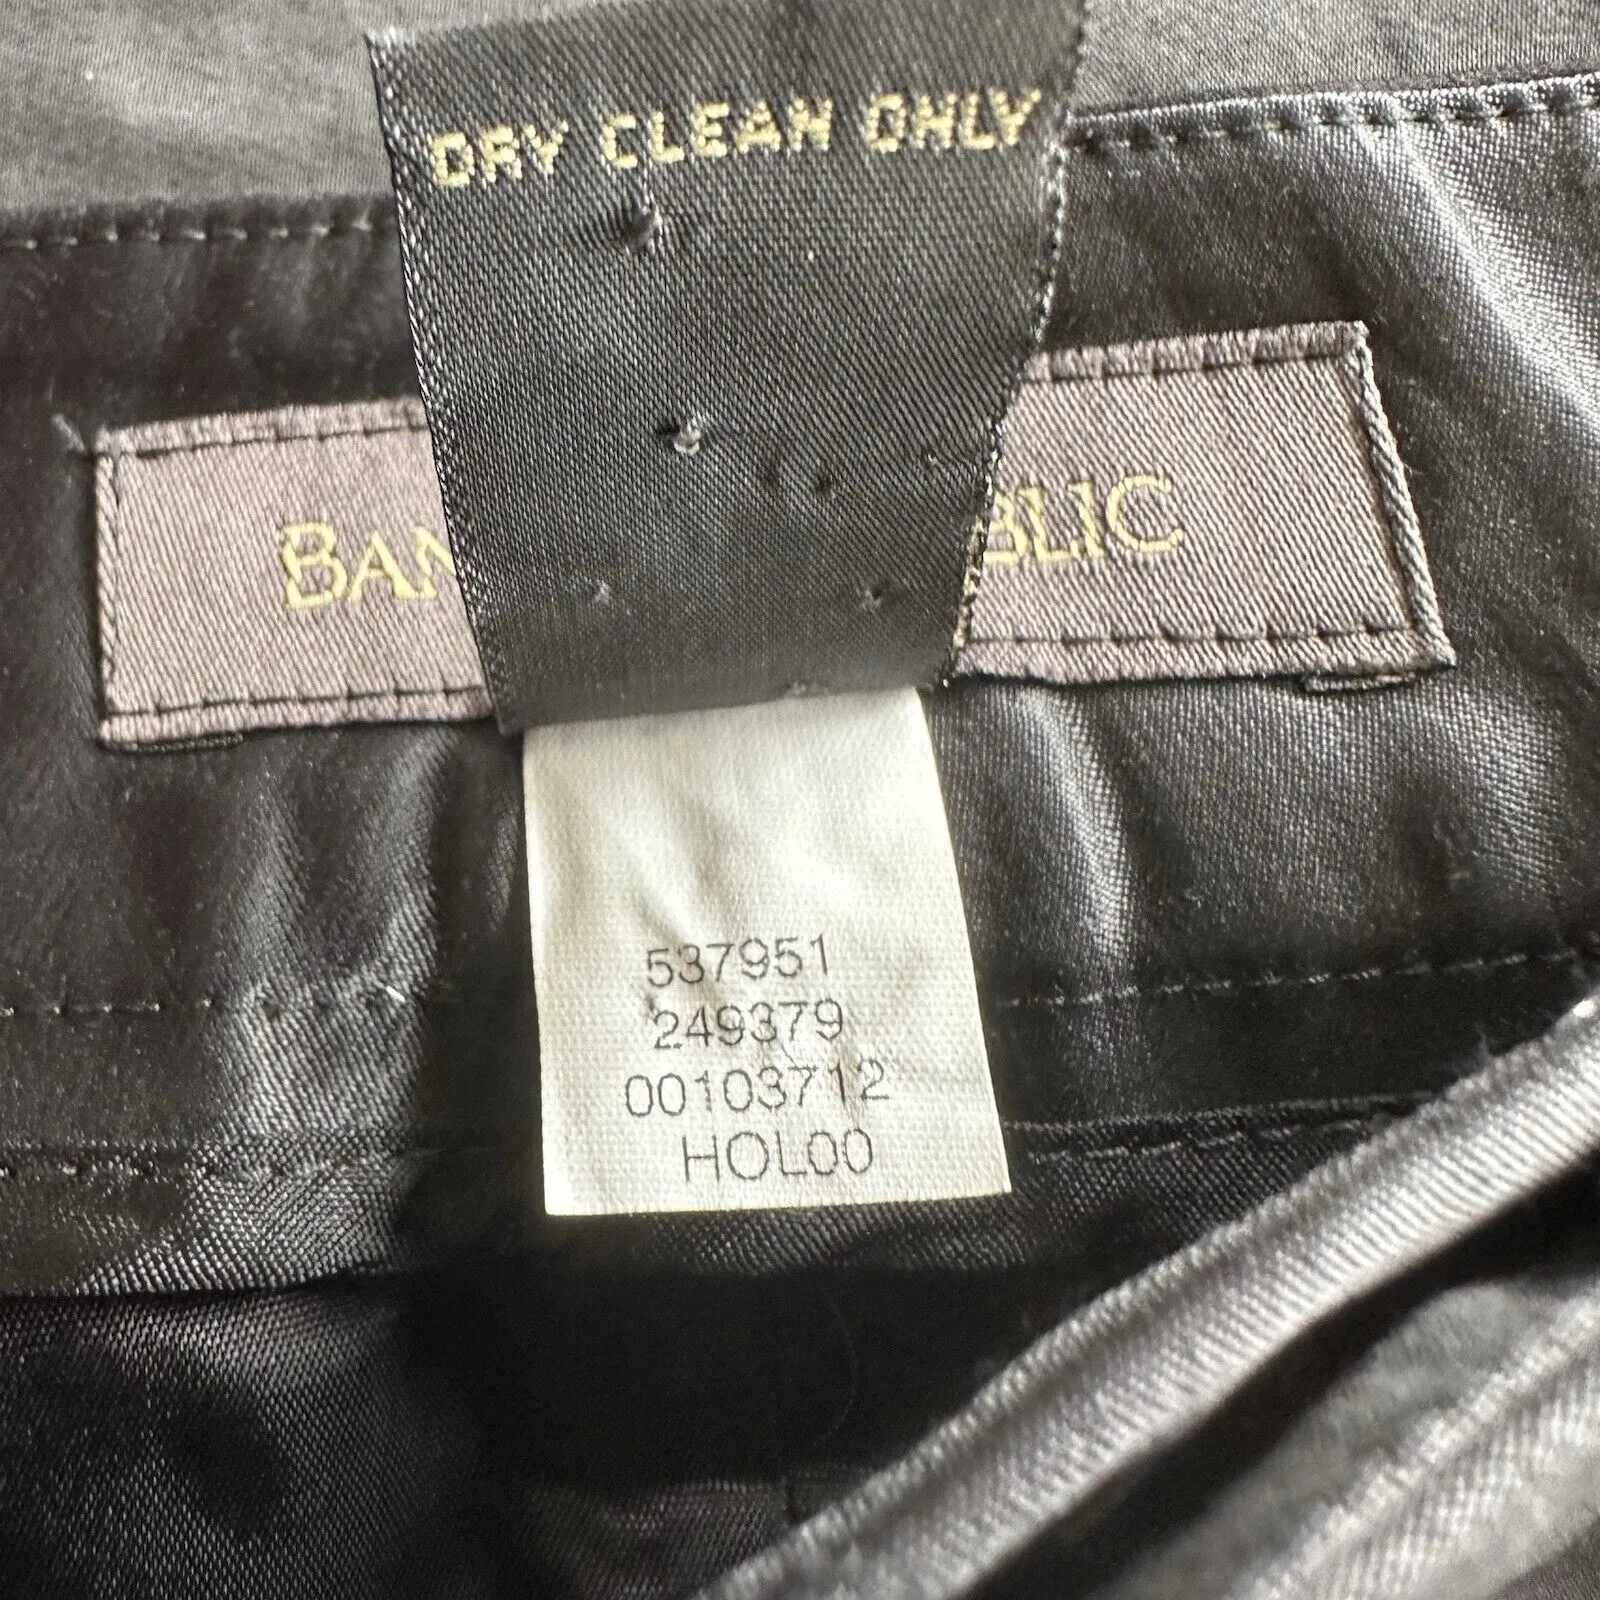 DRY CLEAN ONLY
BAN BLIC
537951
249379
00103712
HOL00